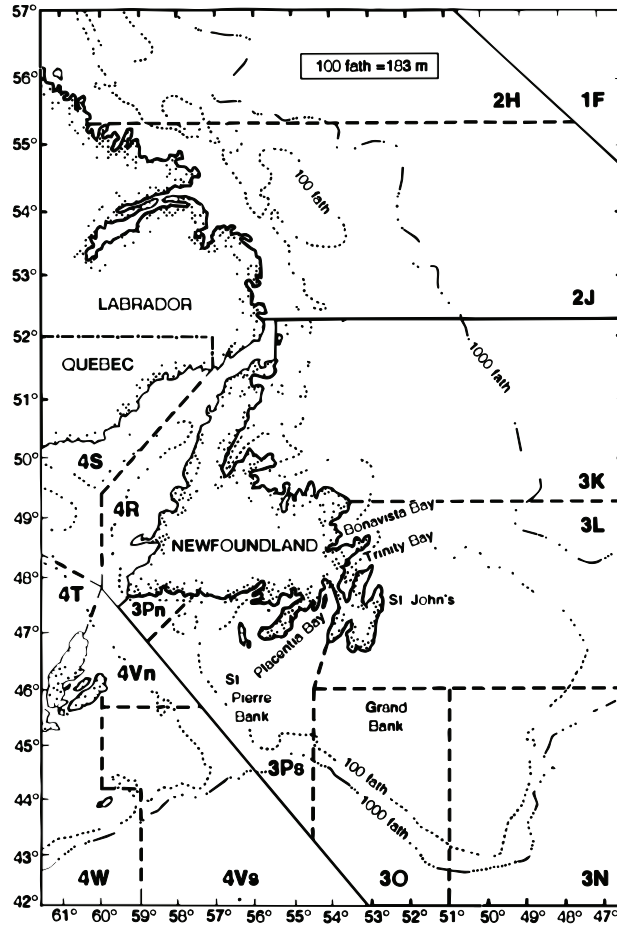 57°
100 fath = 183 m
56°
2H
1F
55°
100 fath
54°
53°
LABRADOR
2J
52°
QUEBEC
1000 fath
51°
50°
4S
3K
4R
Bonavista Bay
3L
49°
NEWFOUNDLAND
Trinity Bay
48°
4T
3Pn
St John's
47°
Placentia Bay
4Vn
St
Pierre
Bank
46°
Grand
Bank
45°
3Ps
100 fath
44°
1000 fath
43°
4W
4Vs
3O
3N
42°
61° 60° 59° 58° 57° 56° 55° 54° 53° 52° 51° 50° 49° 48° 47°